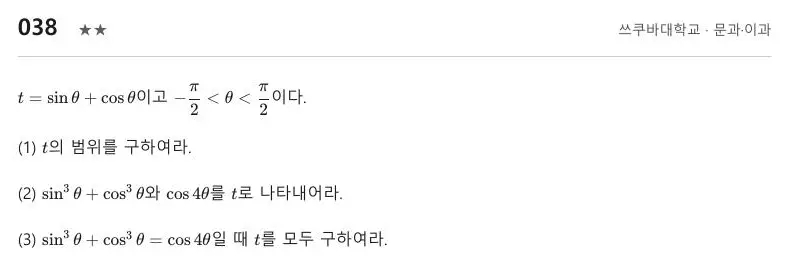 038 ★★ 쓰쿠바대학교 · 문과·이과
t = sin θ + cos θ이고 −π/2 < θ < π/2이다.
(1) t의 범위를 구하여라.
(2) sin³ θ + cos³ θ와 cos 4θ를 t로 나타내어라.
(3) sin³ θ + cos³ θ = cos 4θ일 때 t를 모두 구하여라.